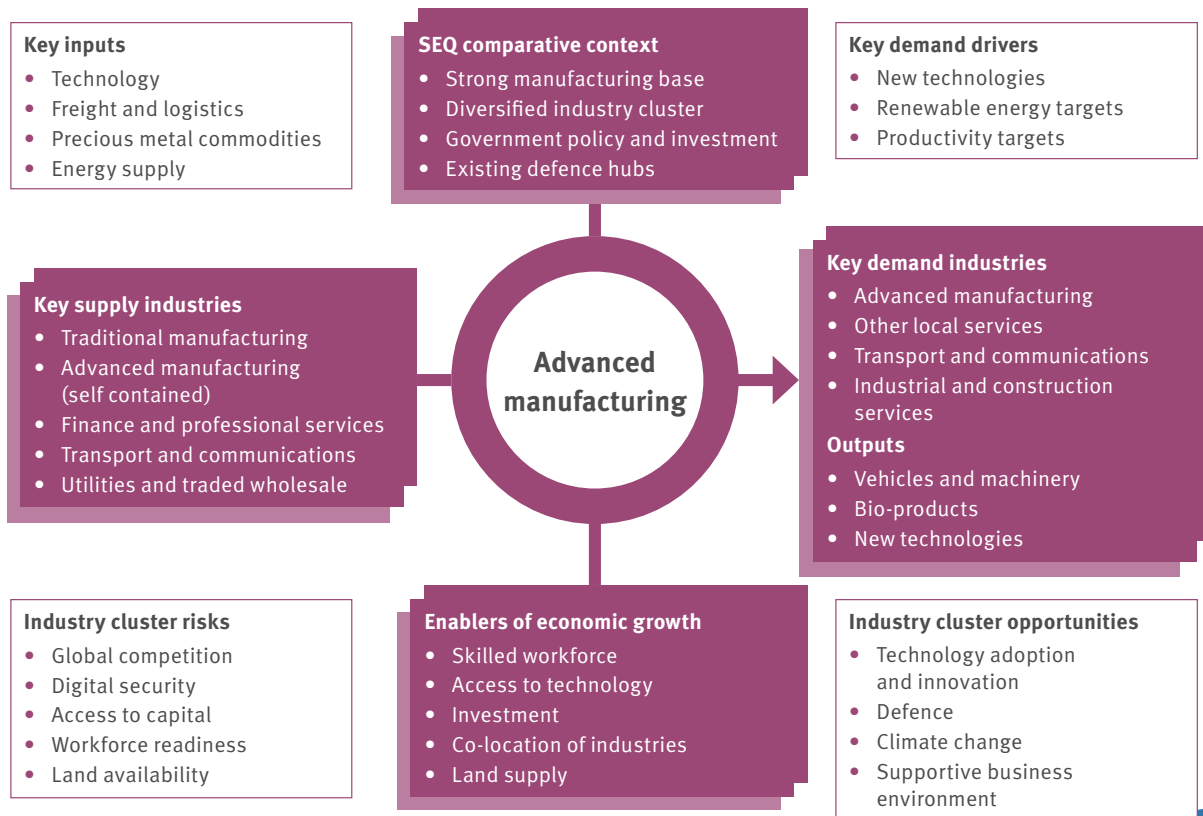 Key inputs
• Technology
• Freight and logistics
• Precious metal commodities
• Energy supply
SEQ comparative context
• Strong manufacturing base
• Diversified industry cluster
• Government policy and investment
• Existing defence hubs
Key demand drivers
• New technologies
• Renewable energy targets
• Productivity targets
Key supply industries
• Traditional manufacturing
• Advanced manufacturing
(self contained)
• Finance and professional services
• Transport and communications
• Utilities and traded wholesale
Advanced
manufacturing
Key demand industries
• Advanced manufacturing
• Other local services
• Transport and communications
• Industrial and construction
services
Outputs
• Vehicles and machinery
• Bio-products
• New technologies
Industry cluster risks
• Global competition
• Digital security
• Access to capital
• Workforce readiness
• Land availability
Enablers of economic growth
• Skilled workforce
• Access to technology
• Investment
• Co-location of industries
• Land supply
Industry cluster opportunities
• Technology adoption
and innovation
• Defence
• Climate change
• Supportive business
environment